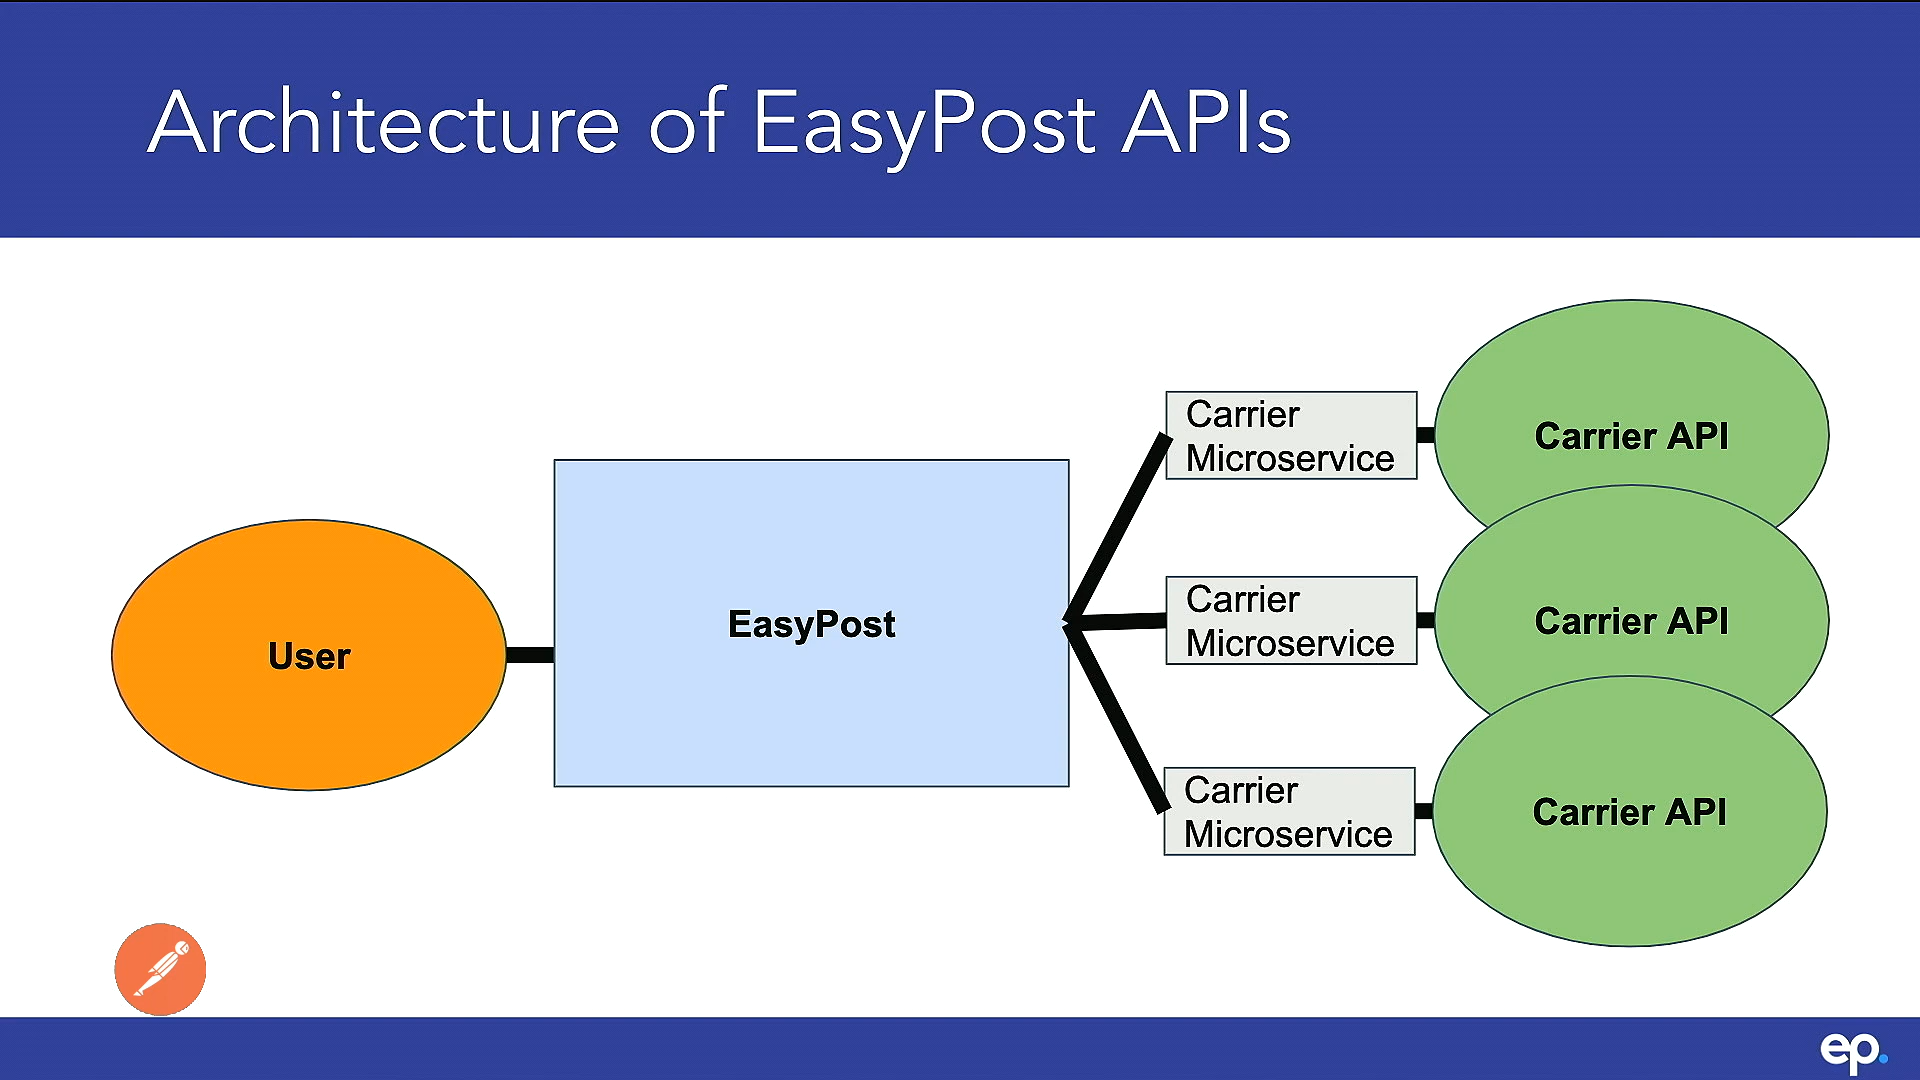 Architecture of EasyPost APIs
User
EasyPost
Carrier
Microservice
Carrier API
Carrier
Microservice
Carrier API
Carrier
Microservice
Carrier API
ep.